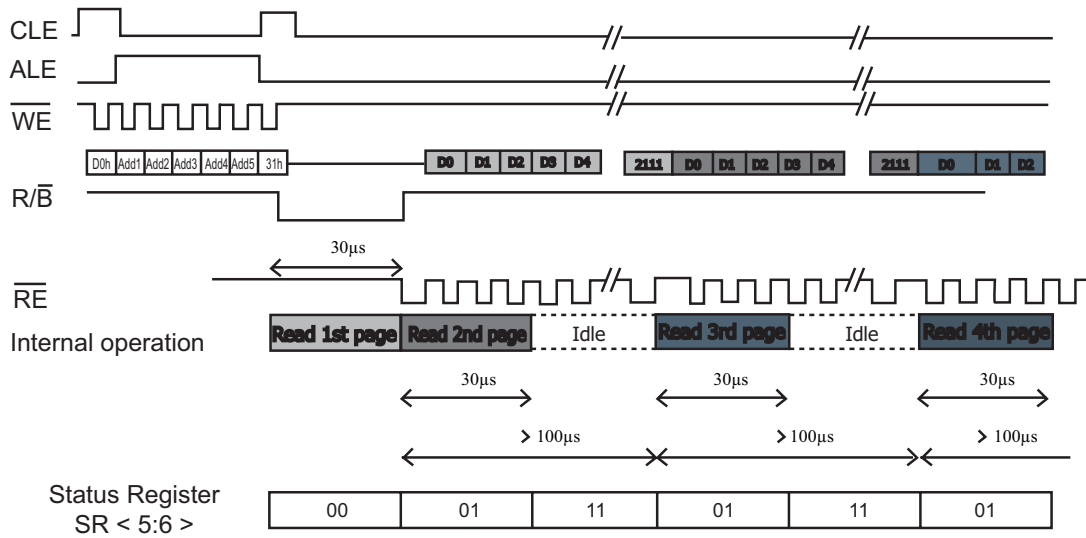 CLE
ALE
WE
D0h Add1 Add2 Add3 Add4 Add5 31h D0 D1 D2 D3 D4 2111 D0 D1 D2 D3 D4 2111 D0 D1 D2
R/B
30µs
RE
Internal operation Read 1st page Read 2nd page Idle Read 3rd page Idle Read 4th page
30µs 30µs 30µs
> 100µs > 100µs > 100µs
Status Register
SR < 5:6 > 00 01 11 01 11 01